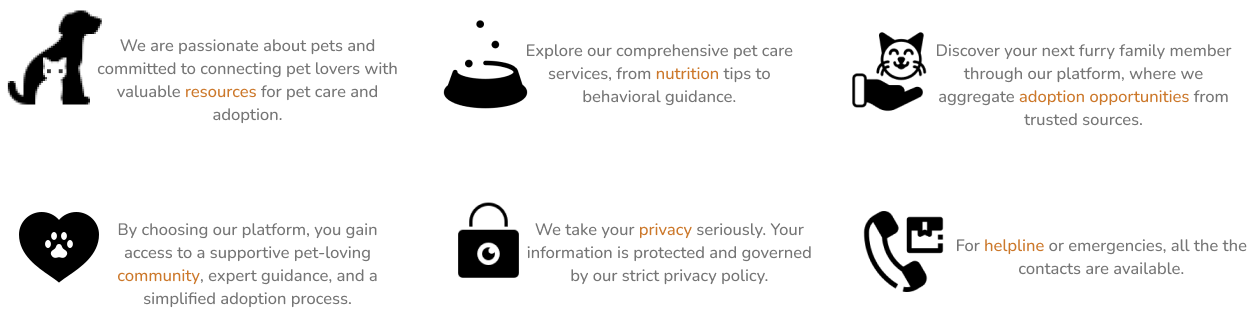 We are passionate about pets and
committed to connecting pet lovers with
valuable resources for pet care and
adoption.
Explore our comprehensive pet care
services, from nutrition tips to
behavioral guidance.
Discover your next furry family member
through our platform, where we
aggregate adoption opportunities from
trusted sources.
By choosing our platform, you gain
access to a supportive pet-loving
community, expert guidance, and a
simplified adoption process.
We take your privacy seriously. Your
information is protected and governed
by our strict privacy policy.
For helpline or emergencies, all the the
contacts are available.